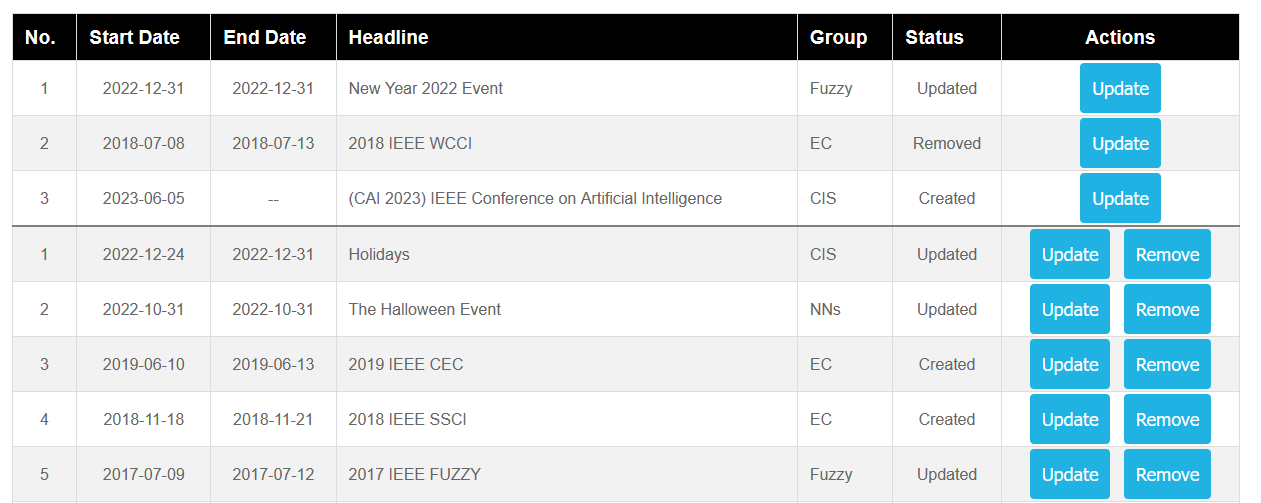 No. Start Date End Date Headline Group Status Actions
1 2022-12-31 2022-12-31 New Year 2022 Event Fuzzy Updated Update
2 2018-07-08 2018-07-13 2018 IEEE WCCI EC Removed Update
3 2023-06-05 -- (CAI 2023) IEEE Conference on Artificial Intelligence CIS Created Update
1 2022-12-24 2022-12-31 Holidays CIS Updated Update Remove
2 2022-10-31 2022-10-31 The Halloween Event NNs Updated Update Remove
3 2019-06-10 2019-06-13 2019 IEEE CEC EC Created Update Remove
4 2018-11-18 2018-11-21 2018 IEEE SSCI EC Created Update Remove
5 2017-07-09 2017-07-12 2017 IEEE FUZZY Fuzzy Updated Update Remove